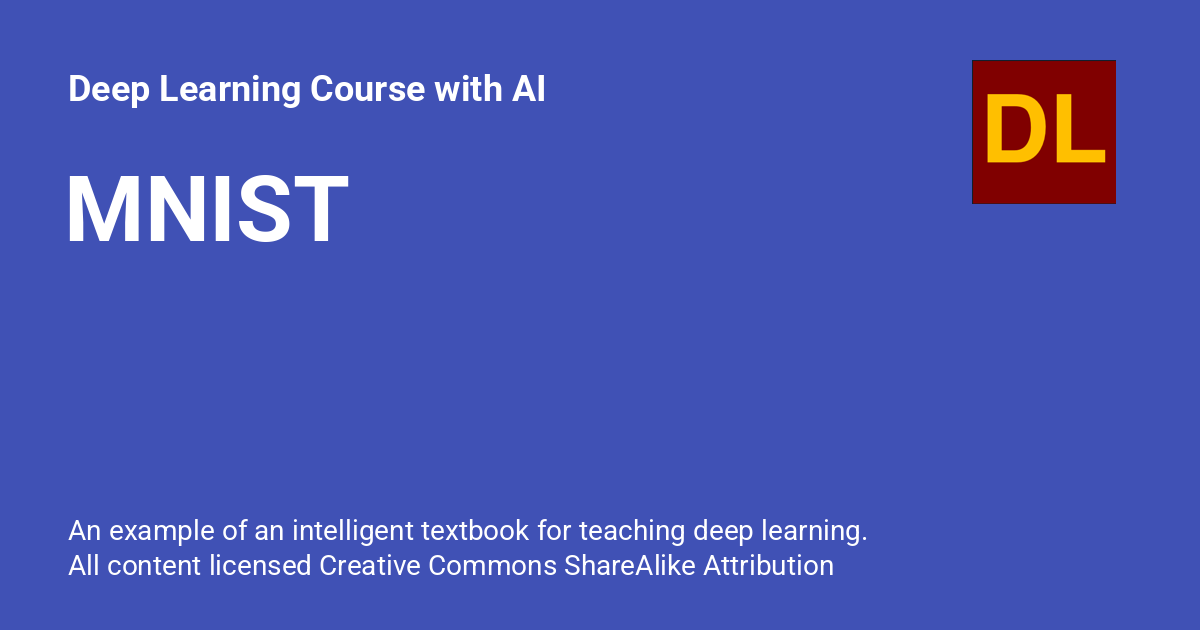 Deep Learning Course with AI
DL
MNIST
An example of an intelligent textbook for teaching deep learning.
All content licensed Creative Commons ShareAlike Attribution